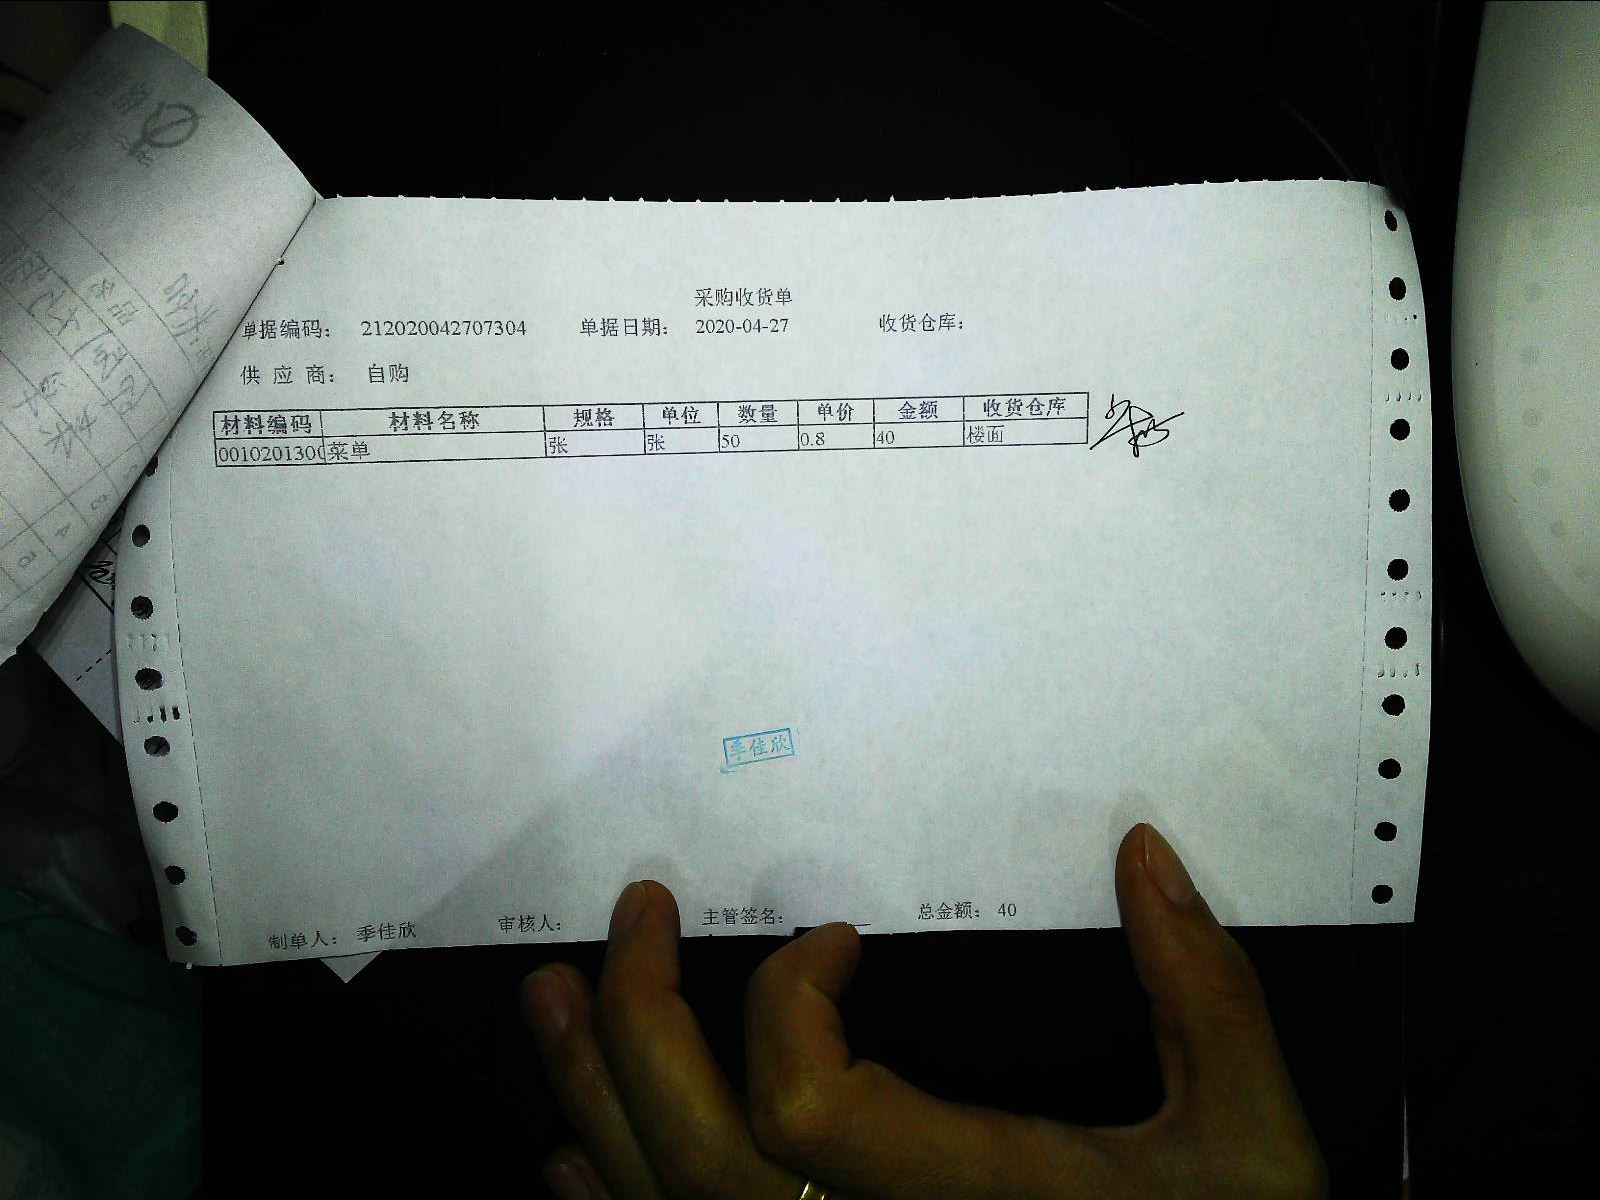 采购收货单
单据编码： 212020042707304 单据日期： 2020-04-27 收货仓库：
供 应 商： 自购
材料编码 材料名称 规格 单位 数量 单价 金额 收货仓库
0010201300 菜单 张 张 50 0.8 40 楼面
季佳欣
制单人： 季佳欣 审核人： 主管签名： 总金额： 40